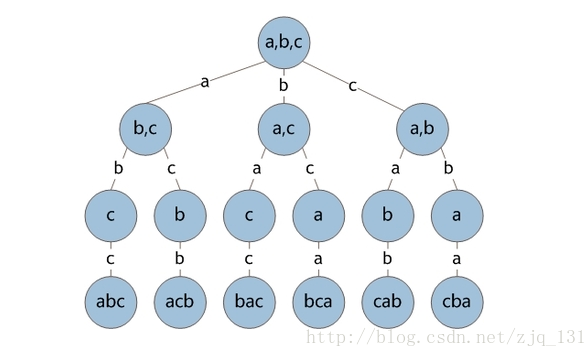 a,b,c
a b c
b,c a,c a,b
b c a c a b
c b c a b a
c b c a b a
abc acb bac bca cab cba
http://blog.csdn.net/zjq_131